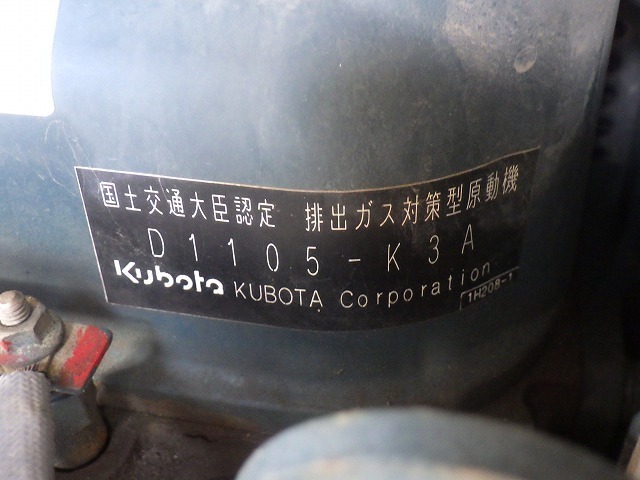 国土交通大臣認定 排出ガス対策型原動機
D1105-K3A
Kubota KUBOTA Corporation
1H208-1